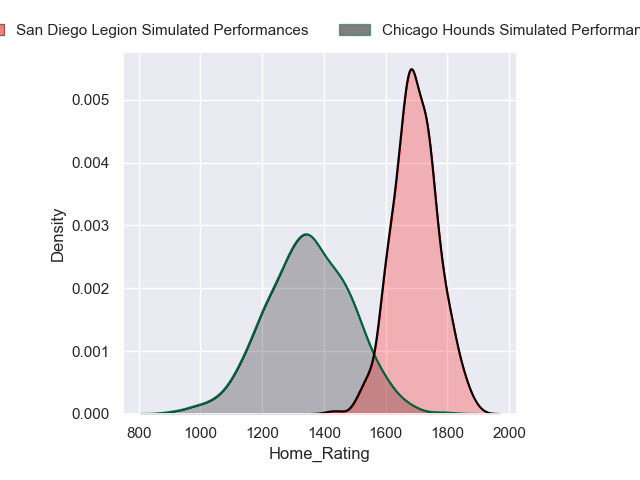 San Diego Legion Simulated Performances
Chicago Hounds Simulated
0.005
0.004
0.003
0.002
0.001
0.000
Density
800 1000 1200 1400 1600 1800 2000
Home_Rating